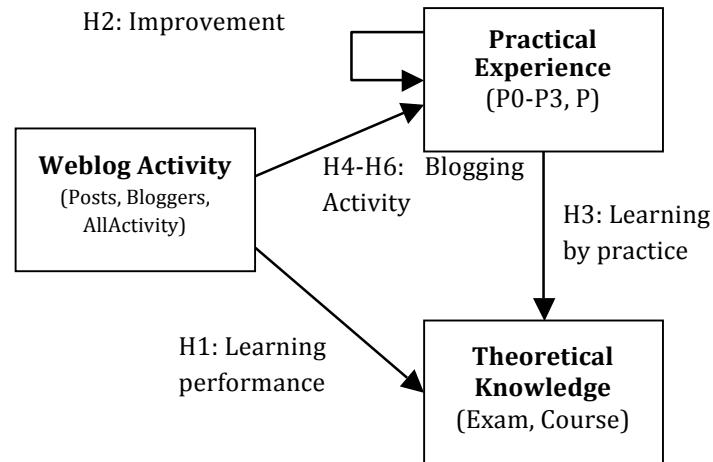 H2: Improvement
Practical
Experience
(P0-P3, P)
Weblog Activity
(Posts, Bloggers,
AllActivity)
H4-H6: Blogging
Activity
H3: Learning
by practice
H1: Learning
performance
Theoretical
Knowledge
(Exam, Course)